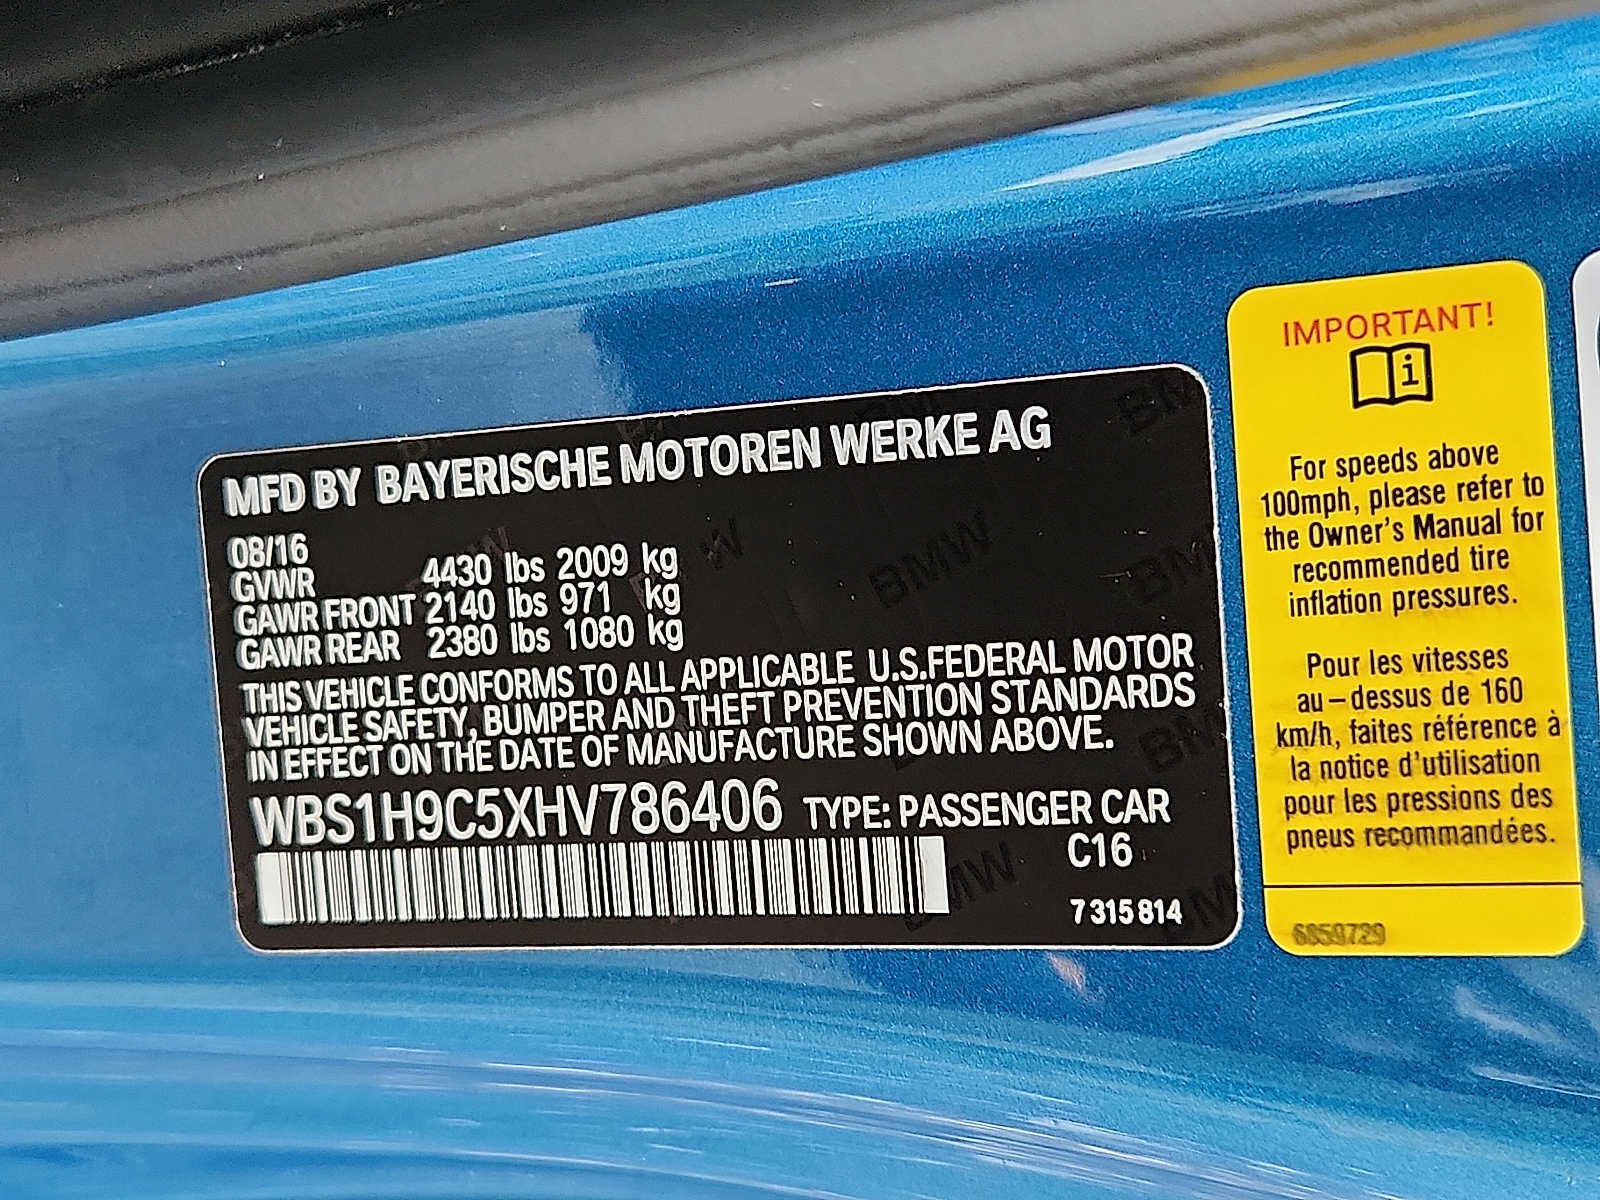 MFD BY BAYERISCHE MOTOREN WERKE AG
08/16
GVWR 4430 lbs 2009 kg
GAWR FRONT 2140 lbs 971 kg
GAWR REAR 2380 lbs 1080 kg
THIS VEHICLE CONFORMS TO ALL APPLICABLE U.S.FEDERAL MOTOR
VEHICLE SAFETY, BUMPER AND THEFT PREVENTION STANDARDS
IN EFFECT ON THE DATE OF MANUFACTURE SHOWN ABOVE.
WBS1H9C5XHV786406 TYPE: PASSENGER CAR
C16
7 315 814
IMPORTANT!
i
For speeds above
100mph, please refer to
the Owner's Manual for
recommended tire
inflation pressures.
Pour les vitesses
au-dessus de 160
km/h, faites référence à
la notice d'utilisation
pour les pressions des
pneus recommandées.
6859729